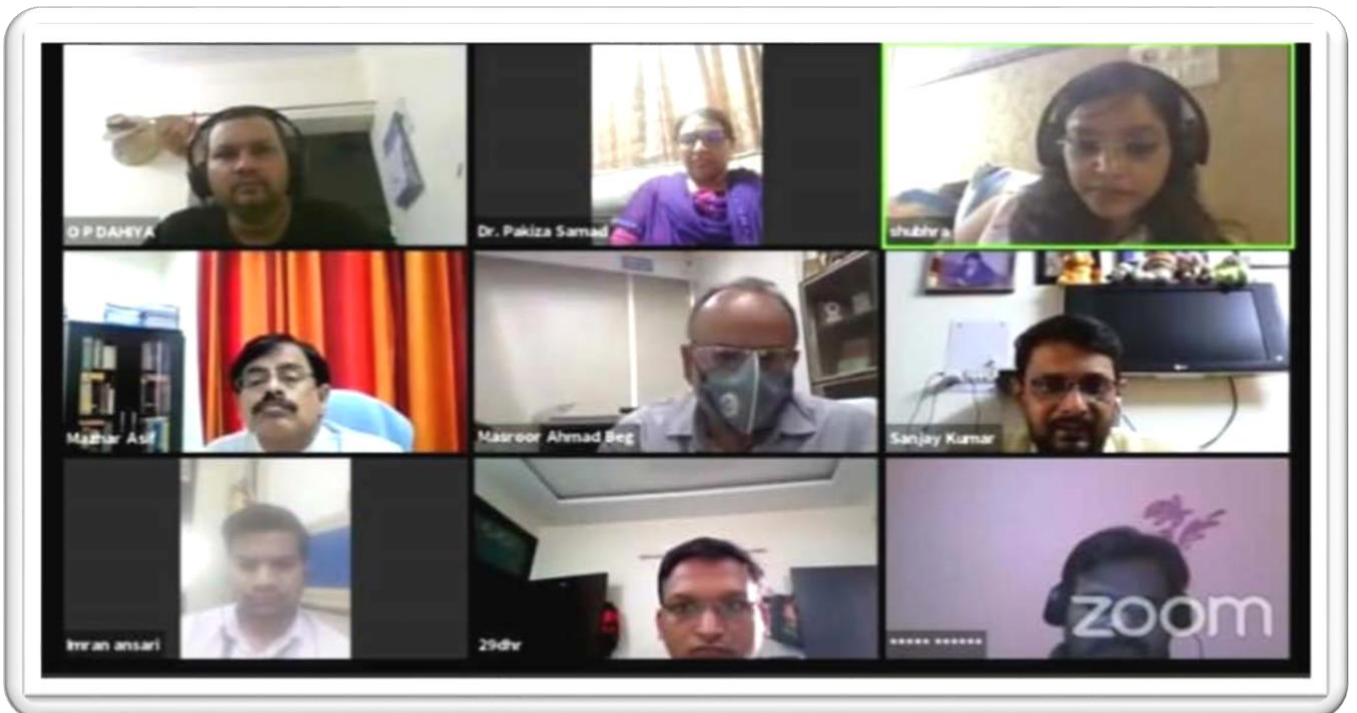 O P DAHIYA
Dr. Pakiza Samad
shubhra
Mazhar Asif
Masroor Ahmad Beg
Sanjay Kumar
Imran ansari
29dhr
***** ******
zoom